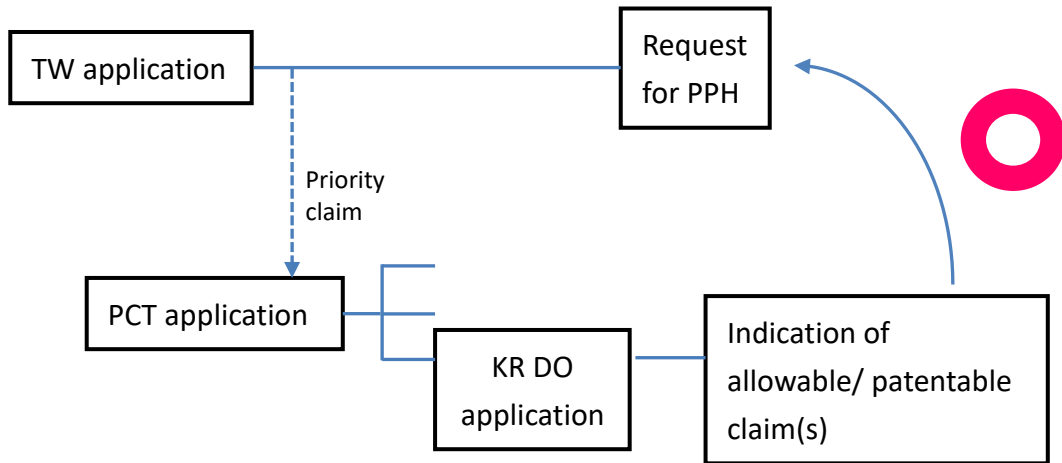 TW application
Request
for PPH
Priority
claim
PCT application
KR DO
application
Indication of
allowable/ patentable
claim(s)